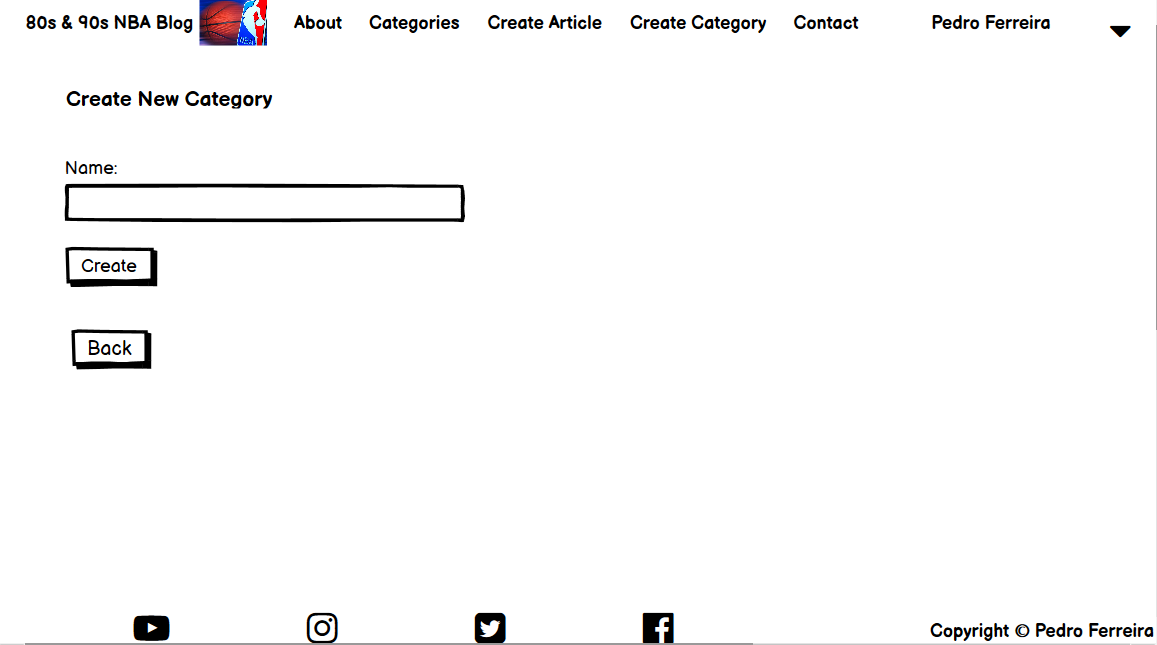 80s & 90s NBA Blog About Categories Create Article Create Category Contact Pedro Ferreira
Create New Category
Name:
Create
Back
Copyright © Pedro Ferreira